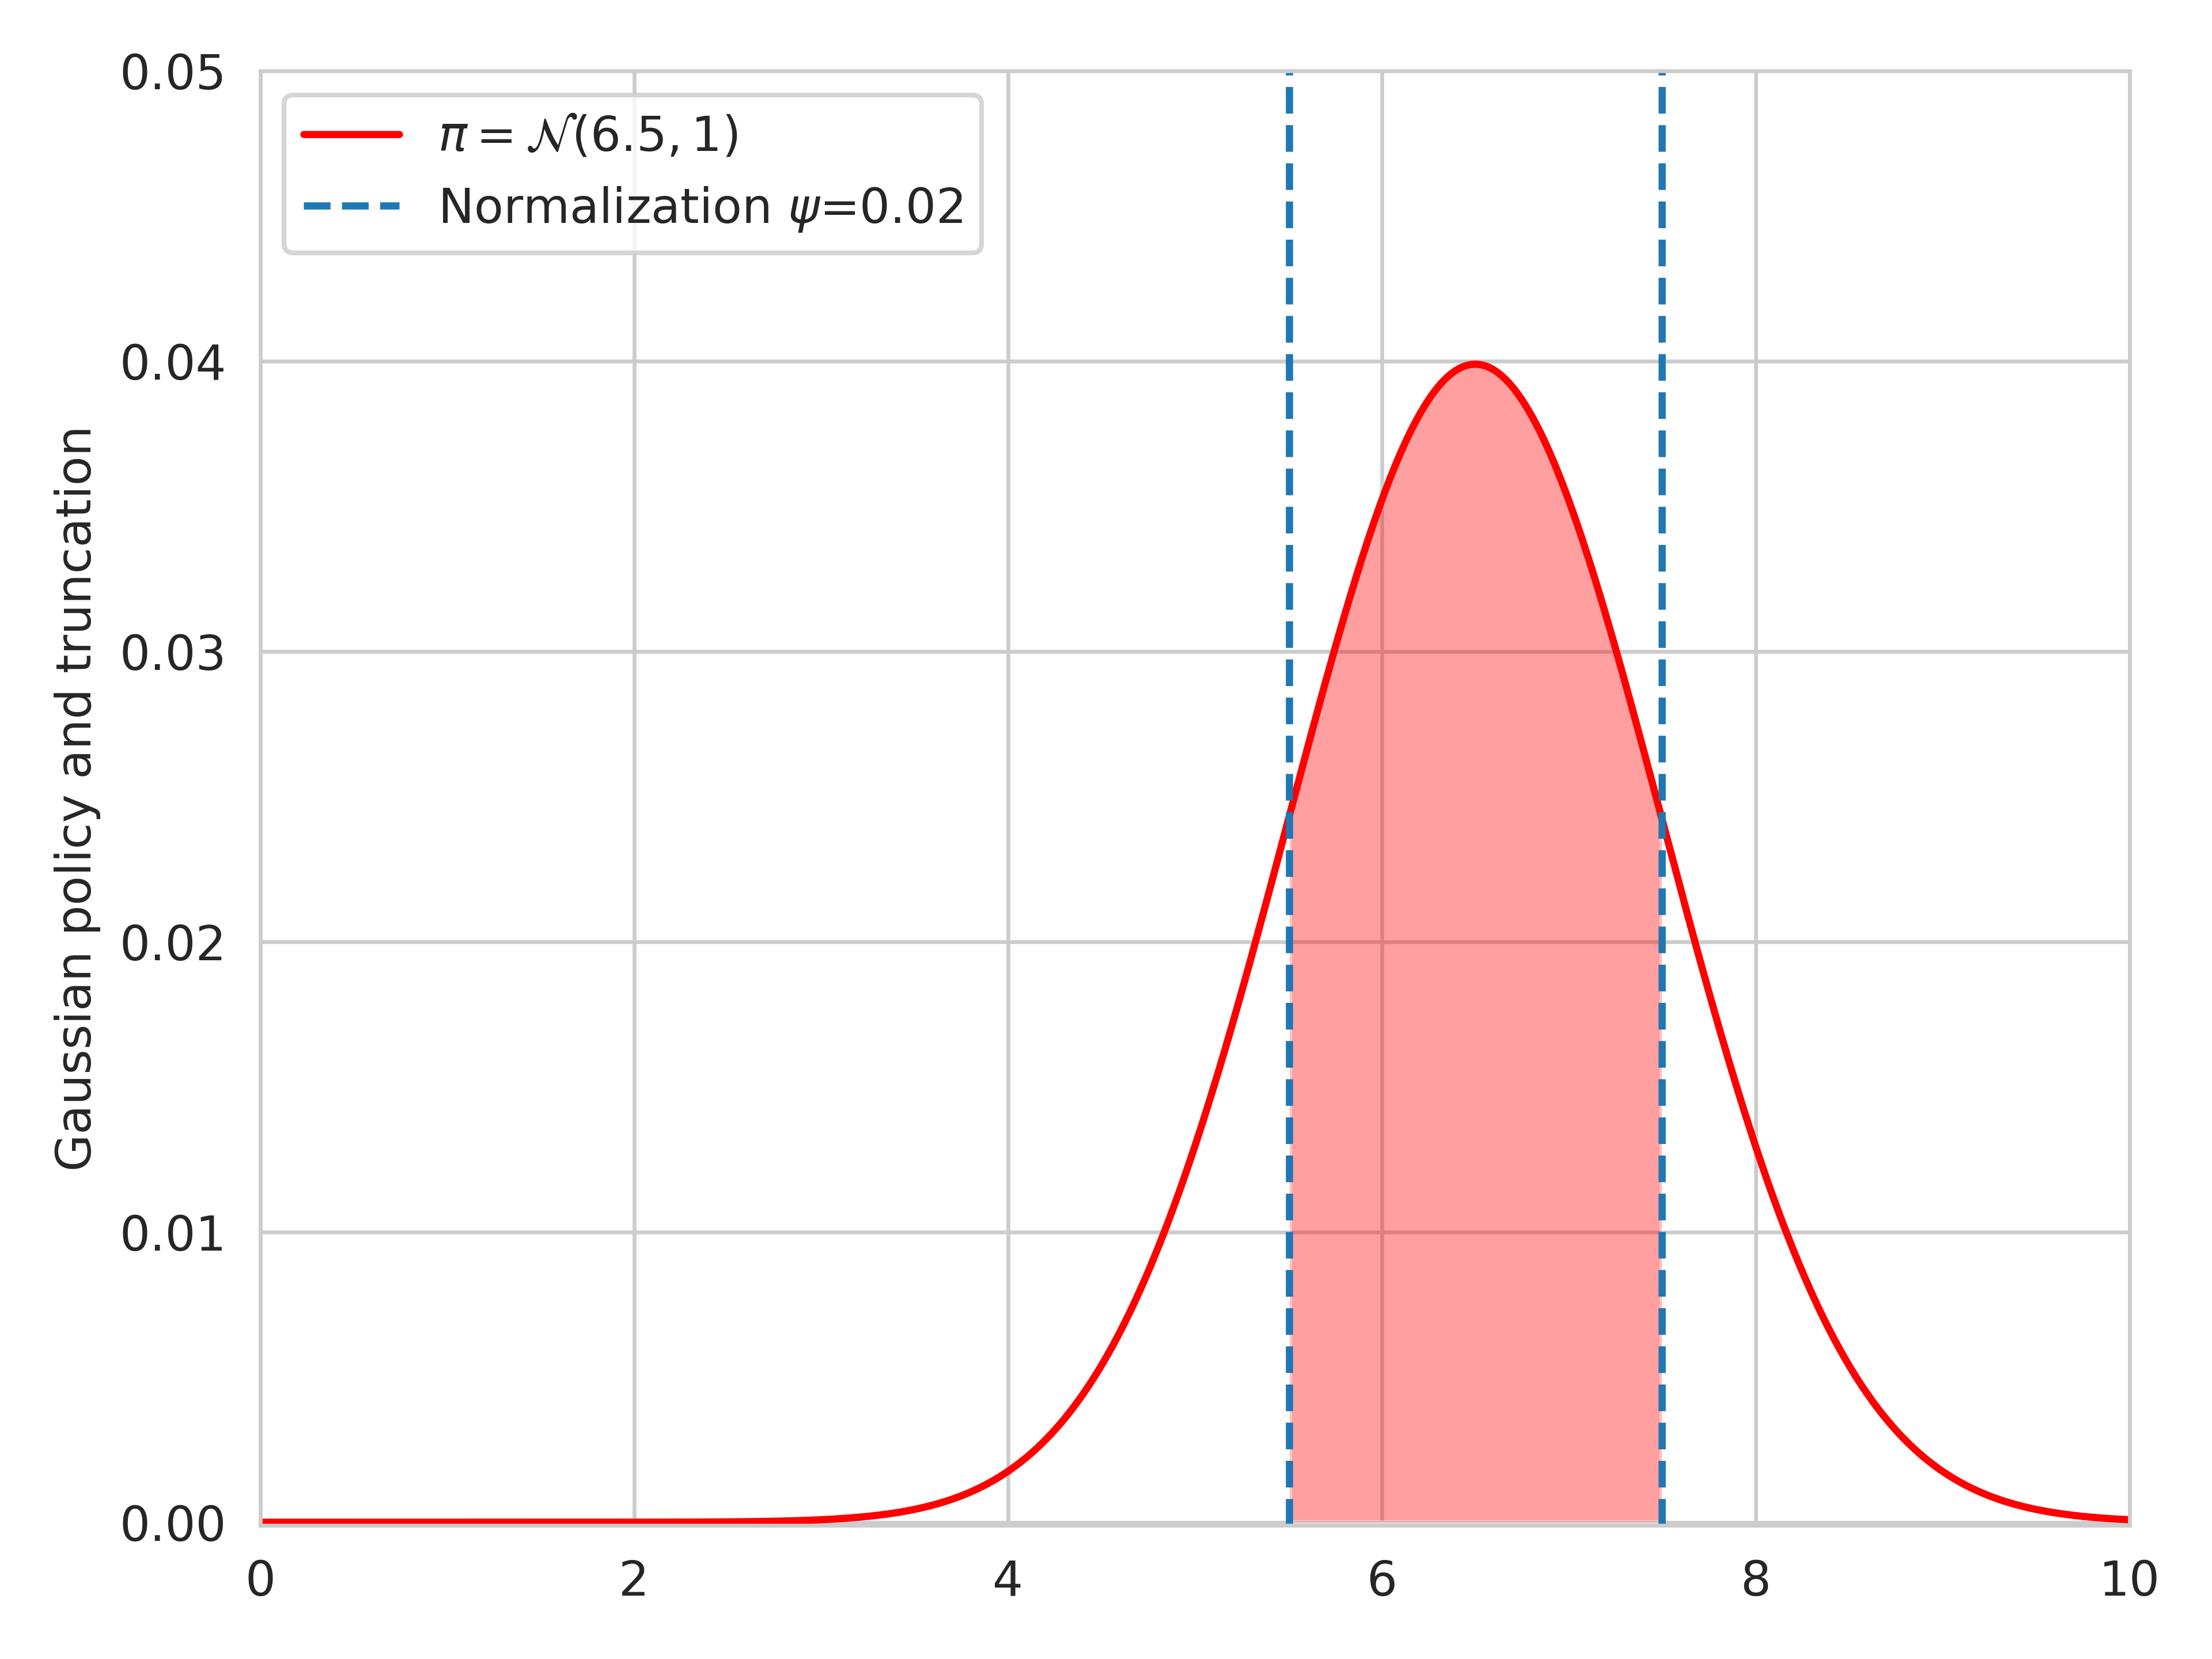 0.05
π = 𝒩(6.5, 1)
Normalization ψ=0.02
0.04
0.03
0.02
0.01
0.00
Gaussian policy and truncation
0 2 4 6 8 10